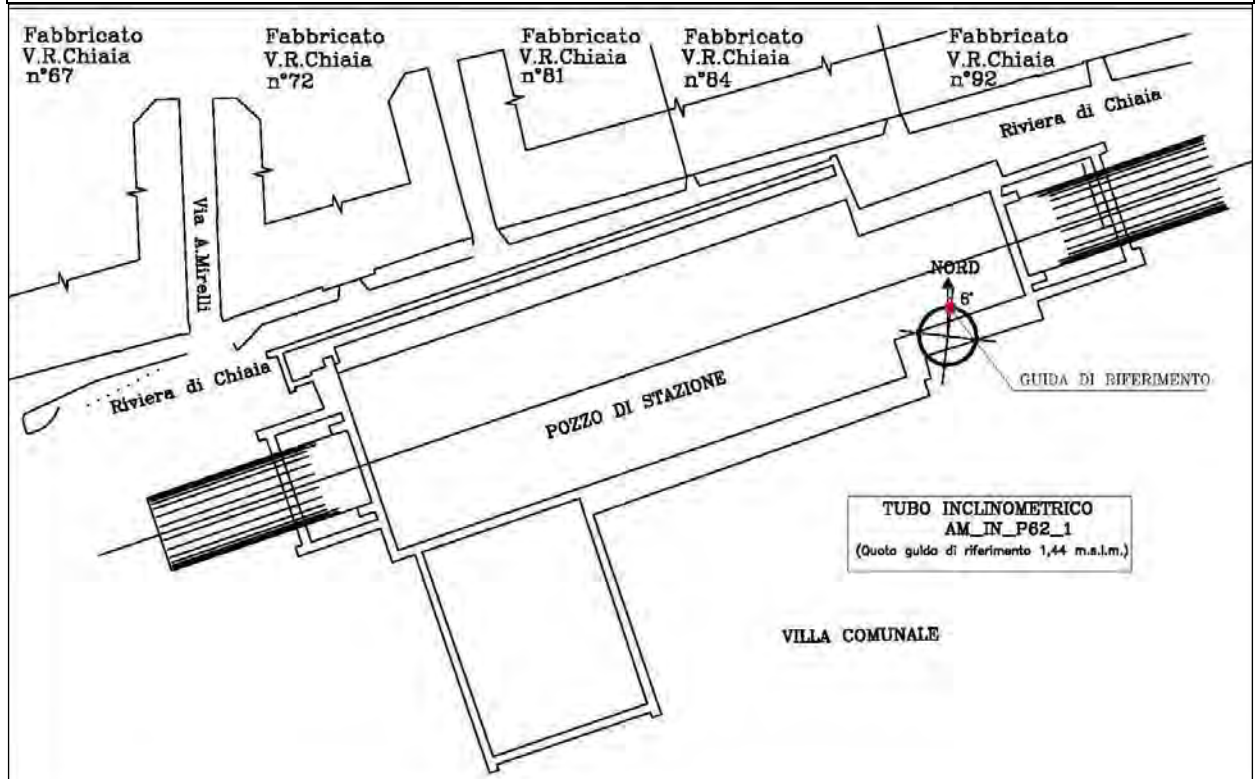 Fabbricato
V.R.Chiaia
n°67
Fabbricato
V.R.Chiaia
n°72
Fabbricato
V.R.Chiaia
n°81
Fabbricato
V.R.Chiaia
n°84
Fabbricato
V.R.Chiaia
n°92
Riviera di Chiaia
Via A.Mirelli
NORD
6°
GUIDA DI RIFERIMENTO
Riviera di Chiaia
POZZO DI STAZIONE
TUBO INCLINOMETRICO
AM_IN_P62_1
(Quota guida di riferimento 1,44 m.s.l.m.)
VILLA COMUNALE